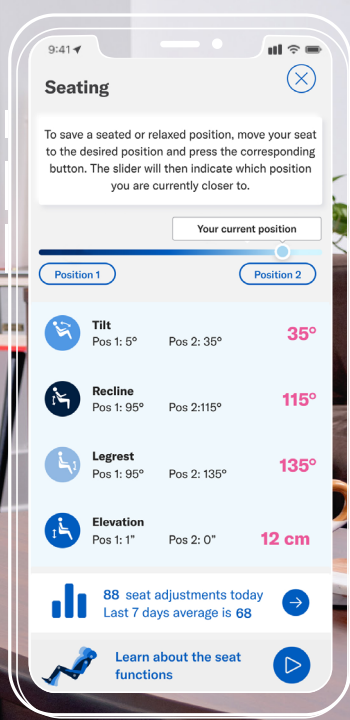 9:41
Seating
To save a seated or relaxed position, move your seat
to the desired position and press the corresponding
button. The slider will then indicate which position
you are currently closer to.
Your current position
Position 1
Position 2
Tilt
Pos 1: 5° Pos 2: 35° 35°
Recline
Pos 1: 95° Pos 2:115° 115°
Legrest
Pos 1: 95° Pos 2: 135° 135°
Elevation
Pos 1: 1" Pos 2: 0" 12 cm
88 seat adjustments today
Last 7 days average is 68
Learn about the seat
functions